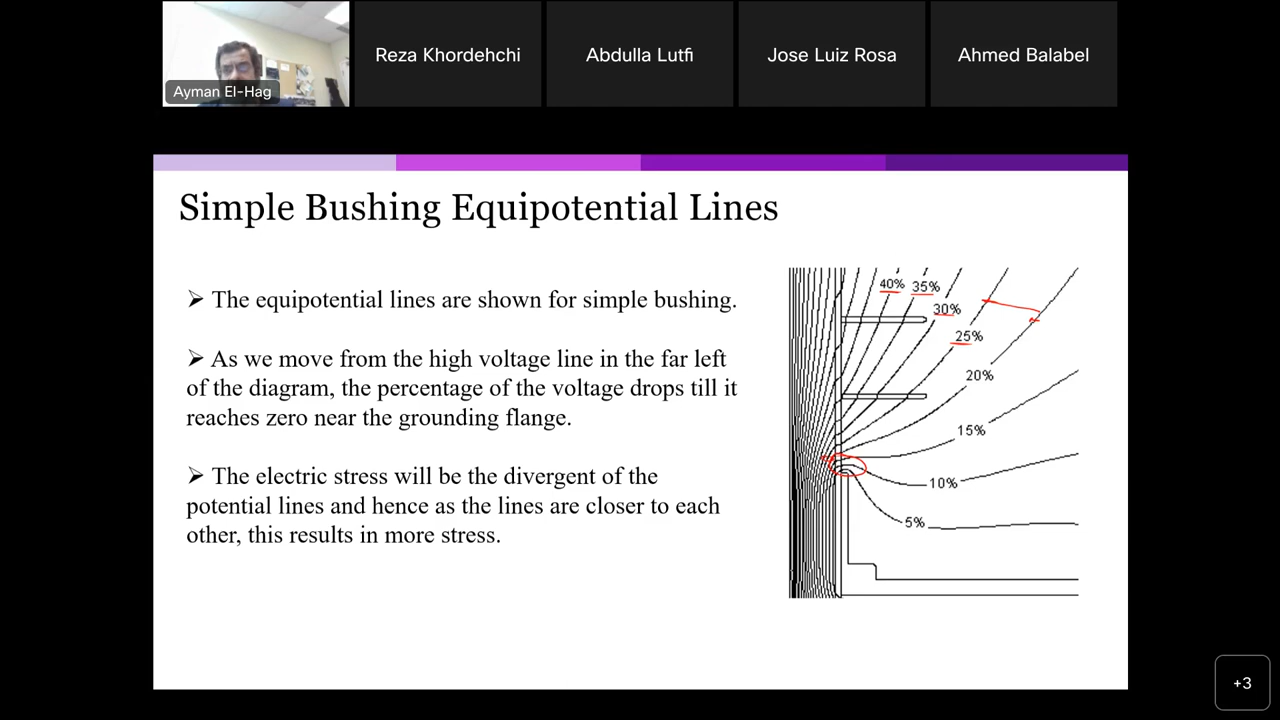 Ayman El-Hag
Reza Khordehchi
Abdulla Lutfi
Jose Luiz Rosa
Ahmed Balabel
Simple Bushing Equipotential Lines
➢ The equipotential lines are shown for simple bushing.
➢ As we move from the high voltage line in the far left
of the diagram, the percentage of the voltage drops till it
reaches zero near the grounding flange.
➢ The electric stress will be the divergent of the
potential lines and hence as the lines are closer to each
other, this results in more stress.
40% 35%
30%
25%
20%
15%
10%
5%
+3